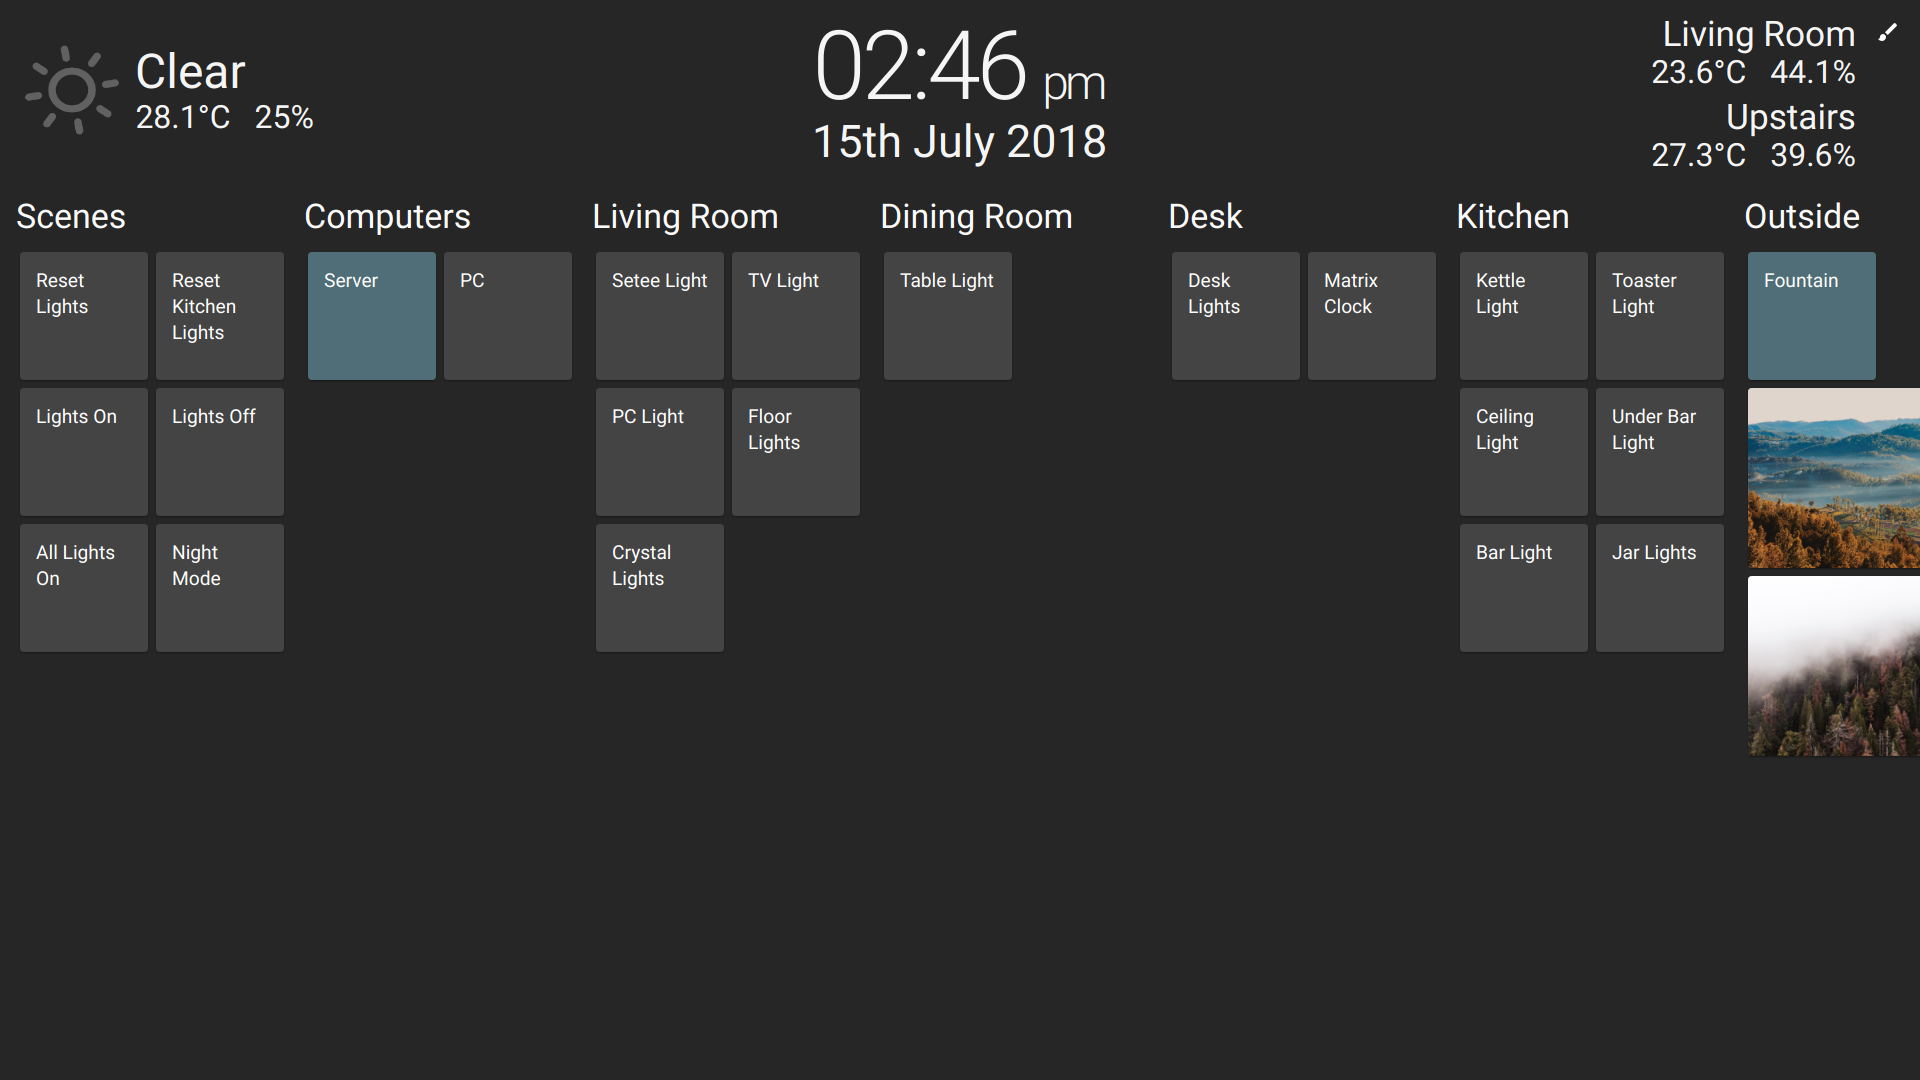 Clear
28.1°C 25%
02:46 pm
15th July 2018
Living Room
23.6°C 44.1%
Upstairs
27.3°C 39.6%
Scenes
Reset
Lights
Reset
Kitchen
Lights
Lights On
Lights Off
All Lights
On
Night
Mode
Computers
Server
PC
Living Room
Setee Light
TV Light
PC Light
Floor
Lights
Crystal
Lights
Dining Room
Table Light
Desk
Desk
Lights
Matrix
Clock
Kitchen
Kettle
Light
Toaster
Light
Ceiling
Light
Under Bar
Light
Bar Light
Jar Lights
Outside
Fountain